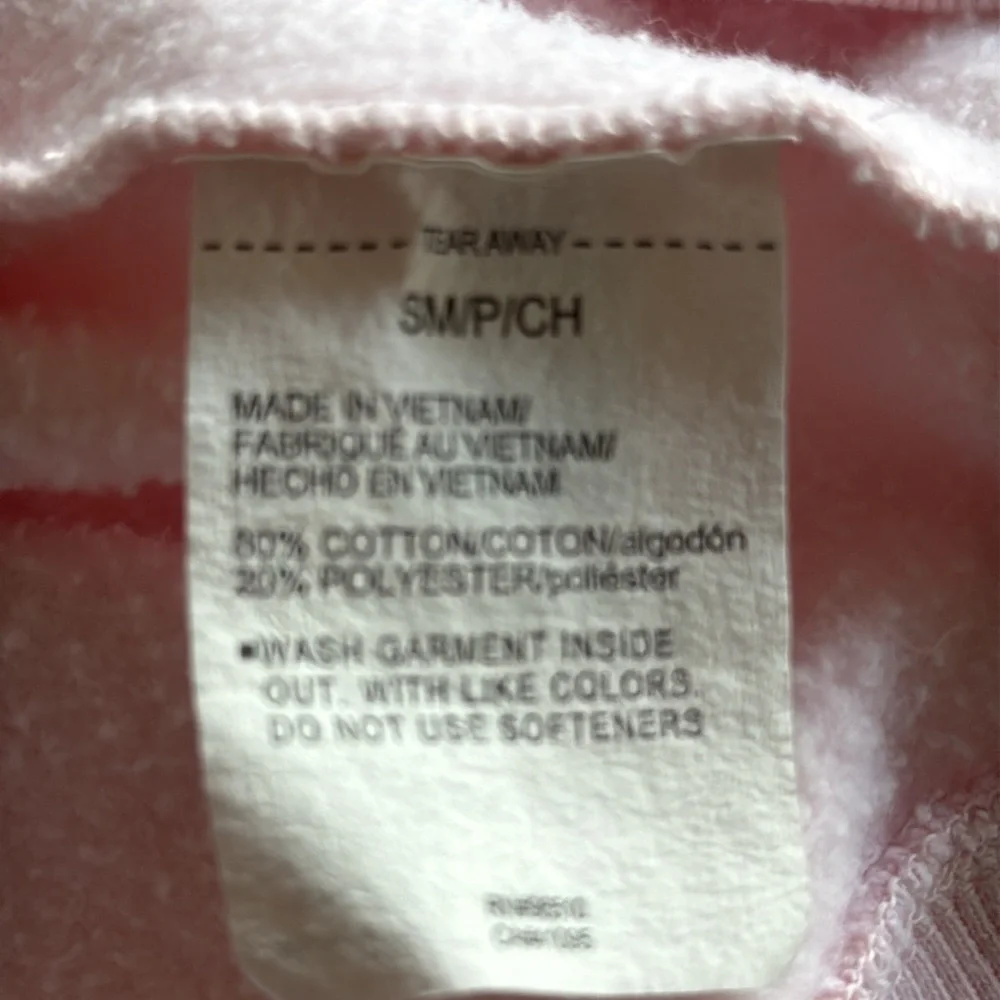 TEAR AWAY
SM/P/CH
MADE IN VIETNAM/
FABRIQUÉ AU VIETNAM/
HECHO EN VIETNAM
80% COTTON/COTON/algodón
20% POLYESTER/poliéster
▪WASH GARMENT INSIDE
OUT. WITH LIKE COLORS.
DO NOT USE SOFTENERS